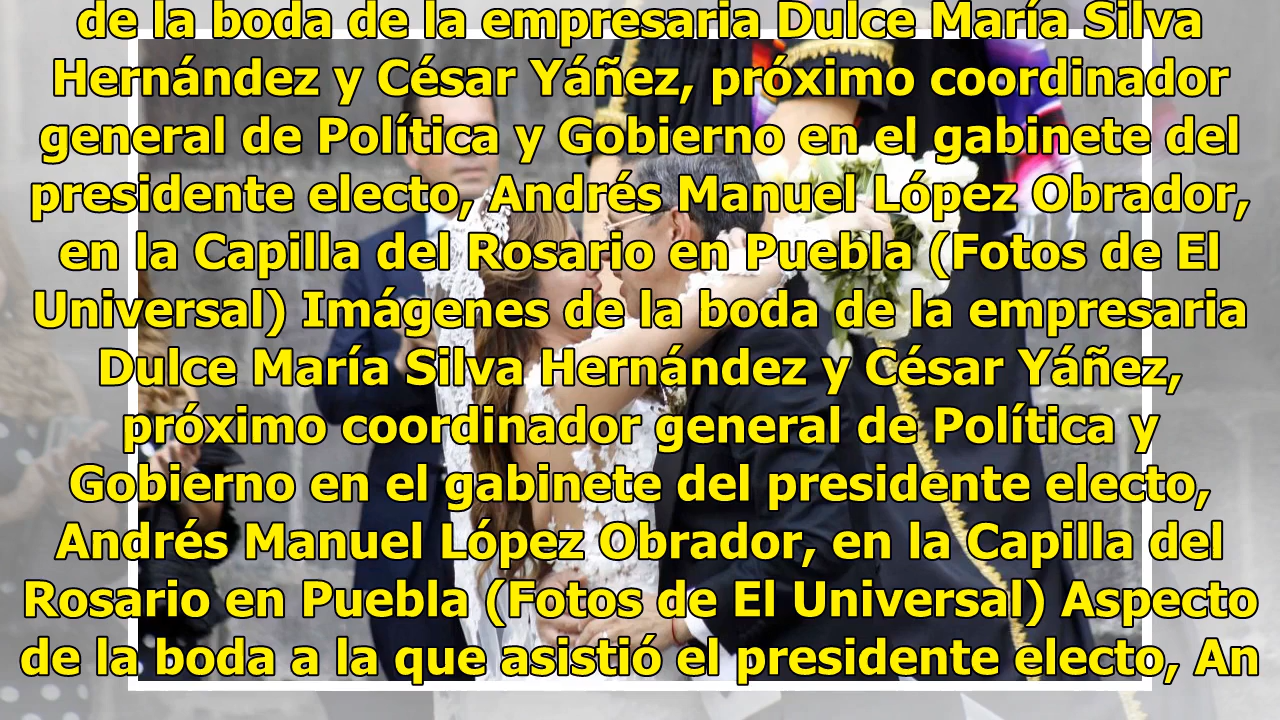 de la boda de la empresaria Dulce María Silva
Hernández y César Yáñez, próximo coordinador
general de Política y Gobierno en el gabinete del
presidente electo, Andrés Manuel López Obrador,
en la Capilla del Rosario en Puebla (Fotos de El
Universal) Imágenes de la boda de la empresaria
Dulce María Silva Hernández y César Yáñez,
próximo coordinador general de Política y
Gobierno en el gabinete del presidente electo,
Andrés Manuel López Obrador, en la Capilla del
Rosario en Puebla (Fotos de El Universal) Aspecto
de la boda a la que asistió el presidente electo, An